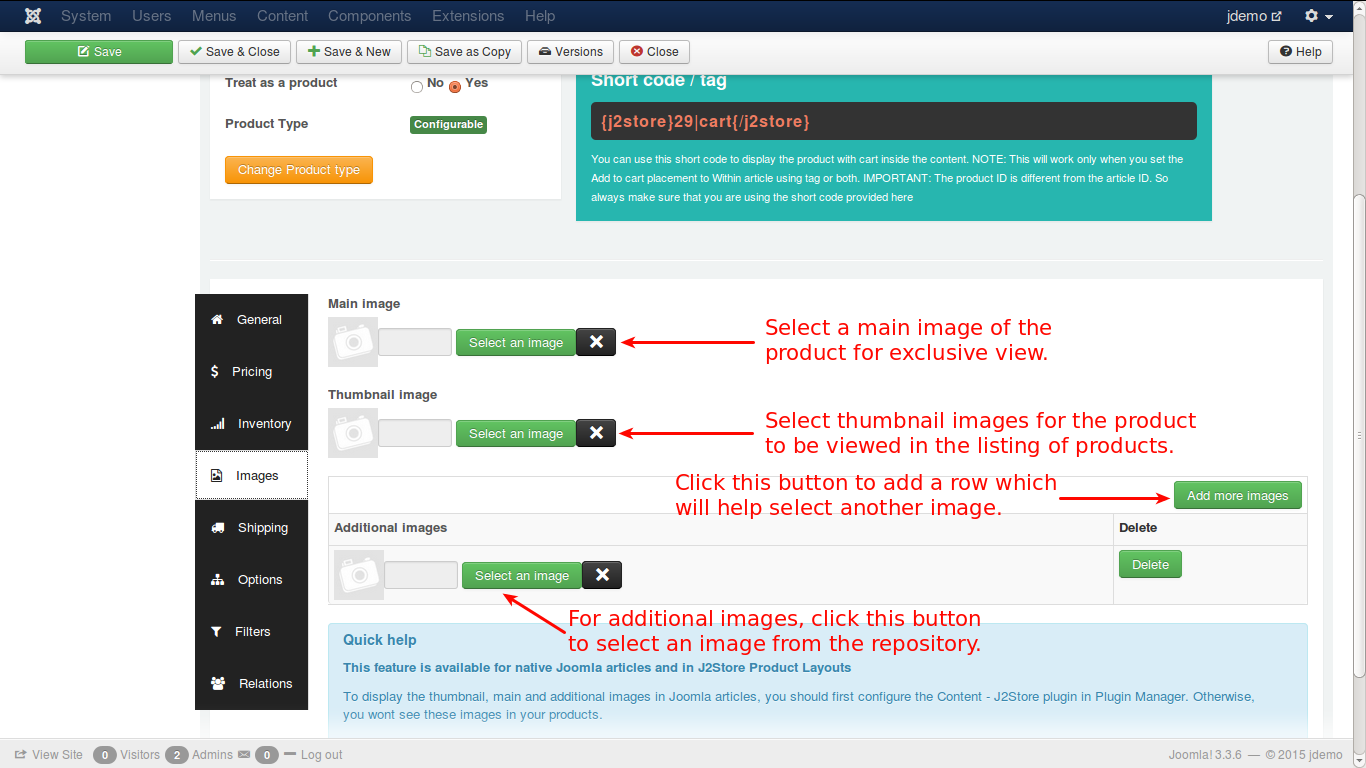 System Users Menus Content Components Extensions Help jdemo
Save Save & Close Save & New Save as Copy Versions Close Help
Treat as a product No Yes
Product Type Configurable
Change Product type
Short code / tag
{j2store}29|cart{/j2store}
You can use this short code to display the product with cart inside the content. NOTE: This will work only when you set the
Add to cart placement to Within article using tag or both. IMPORTANT: The product ID is different from the article ID. So
always make sure that you are using the short code provided here
General
Pricing
Inventory
Images
Shipping
Options
Filters
Relations
Main image
Select an image
Select a main image of the
product for exclusive view.
Thumbnail image
Select an image
Select thumbnail images for the product
to be viewed in the listing of products.
Click this button to add a row which
will help select another image.
Add more images
Additional images Delete
Select an image Delete
For additional images, click this button
to select an image from the repository.
Quick help
This feature is available for native Joomla articles and in J2Store Product Layouts
To display the thumbnail, main and additional images in Joomla articles, you should first configure the Content - J2Store plugin in Plugin Manager. Otherwise,
you wont see these images in your products.
View Site 0 Visitors 2 Admins 0 Log out Joomla! 3.3.6 — © 2015 jdemo